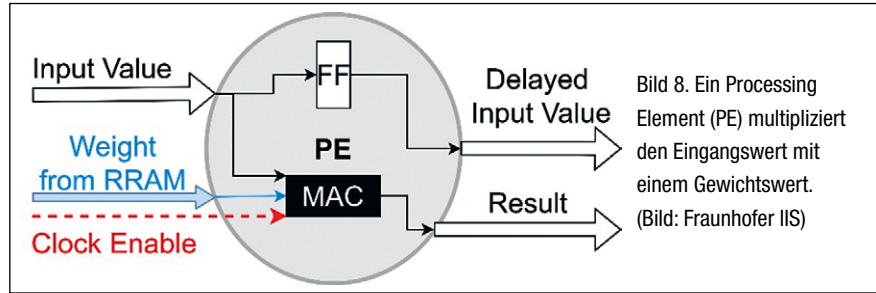 Input Value
Weight
from RRAM
Clock Enable
FF
PE
MAC
Delayed
Input Value
Result
Bild 8. Ein Processing
Element (PE) multipliziert
den Eingangswert mit
einem Gewichtswert.
(Bild: Fraunhofer IIS)